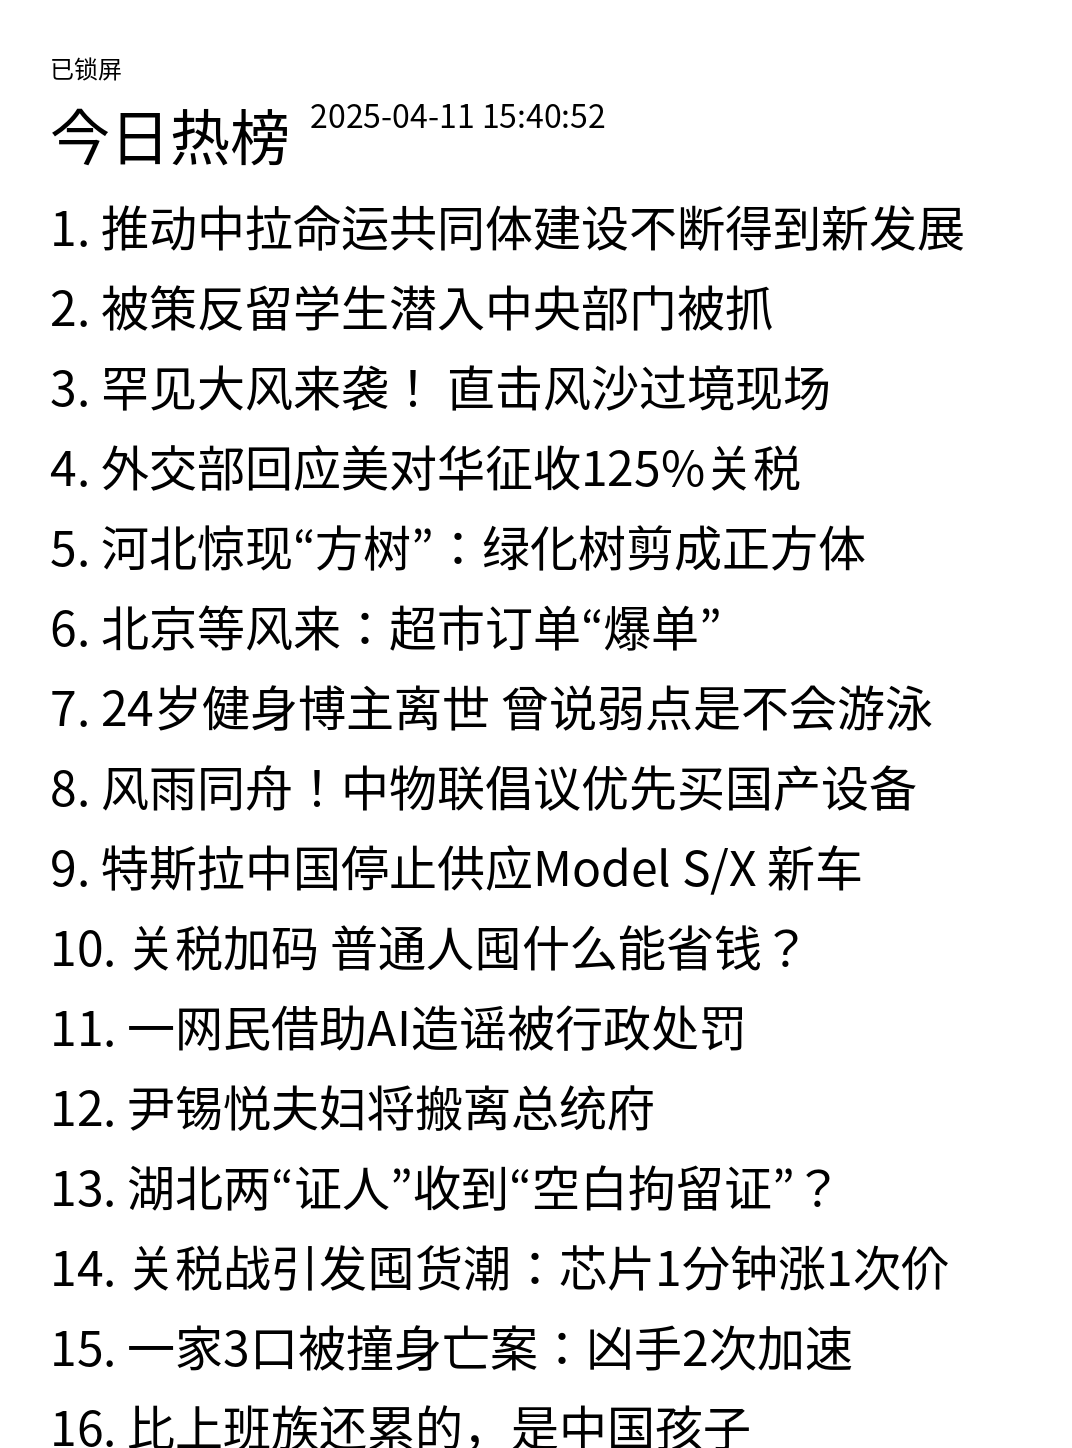 已锁屏
今日热榜 2025-04-11 15:40:52
1. 推动中拉命运共同体建设不断得到新发展
2. 被策反留学生潜入中央部门被抓
3. 罕见大风来袭！ 直击风沙过境现场
4. 外交部回应美对华征收125%关税
5. 河北惊现“方树”：绿化树剪成正方体
6. 北京等风来：超市订单“爆单”
7. 24岁健身博主离世 曾说弱点是不会游泳
8. 风雨同舟！中物联倡议优先买国产设备
9. 特斯拉中国停止供应Model S/X 新车
10. 关税加码 普通人囤什么能省钱？
11. 一网民借助AI造谣被行政处罚
12. 尹锡悦夫妇将搬离总统府
13. 湖北两“证人”收到“空白拘留证”？
14. 关税战引发囤货潮：芯片1分钟涨1次价
15. 一家3口被撞身亡案：凶手2次加速
16. 比上班族还累的，是中国孩子